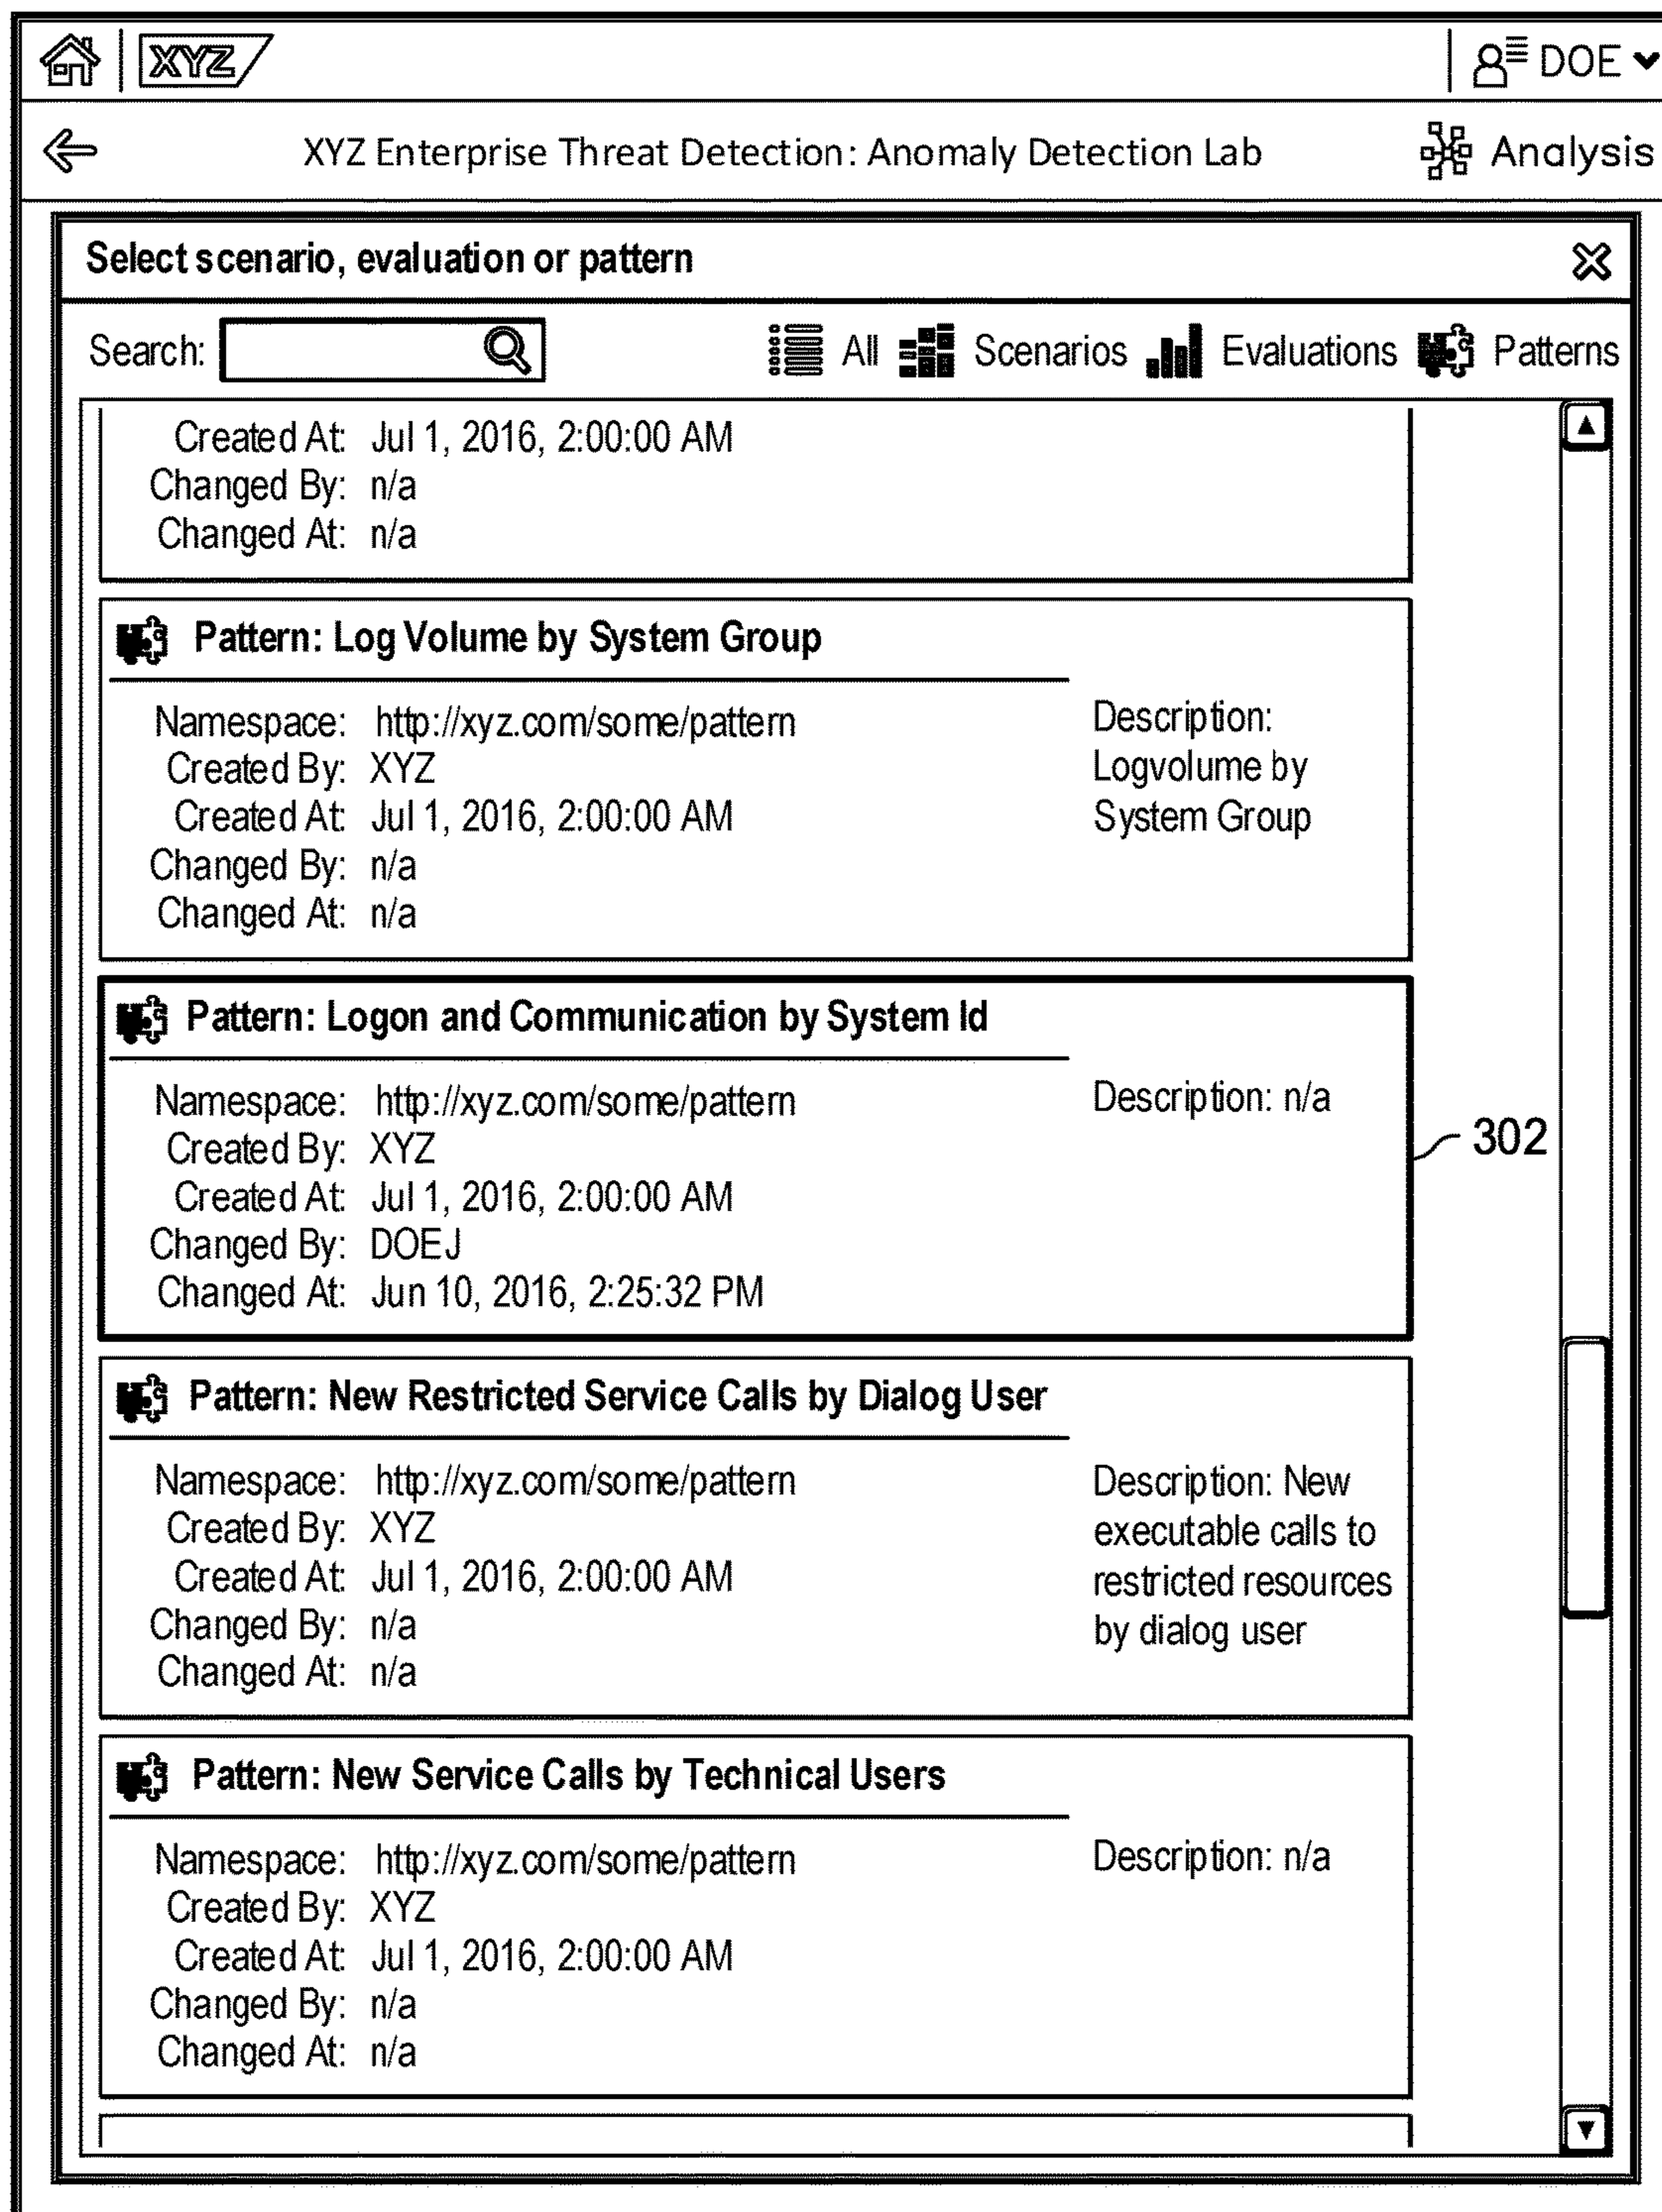 XYZ DOE
XYZ Enterprise Threat Detection: Anomaly Detection Lab Analysis
Select scenario, evaluation or pattern
Search: All Scenarios Evaluations Patterns
Created At: Jul 1, 2016, 2:00:00 AM
Changed By: n/a
Changed At: n/a
Pattern: Log Volume by System Group
Namespace: http://xyz.com/some/pattern
Created By: XYZ
Created At: Jul 1, 2016, 2:00:00 AM
Changed By: n/a
Changed At: n/a
Description:
Logvolume by
System Group
Pattern: Logon and Communication by System Id
Namespace: http://xyz.com/some/pattern
Created By: XYZ
Created At: Jul 1, 2016, 2:00:00 AM
Changed By: DOEJ
Changed At: Jun 10, 2016, 2:25:32 PM
Description: n/a
302
Pattern: New Restricted Service Calls by Dialog User
Namespace: http://xyz.com/some/pattern
Created By: XYZ
Created At: Jul 1, 2016, 2:00:00 AM
Changed By: n/a
Changed At: n/a
Description: New
executable calls to
restricted resources
by dialog user
Pattern: New Service Calls by Technical Users
Namespace: http://xyz.com/some/pattern
Created By: XYZ
Created At: Jul 1, 2016, 2:00:00 AM
Changed By: n/a
Changed At: n/a
Description: n/a